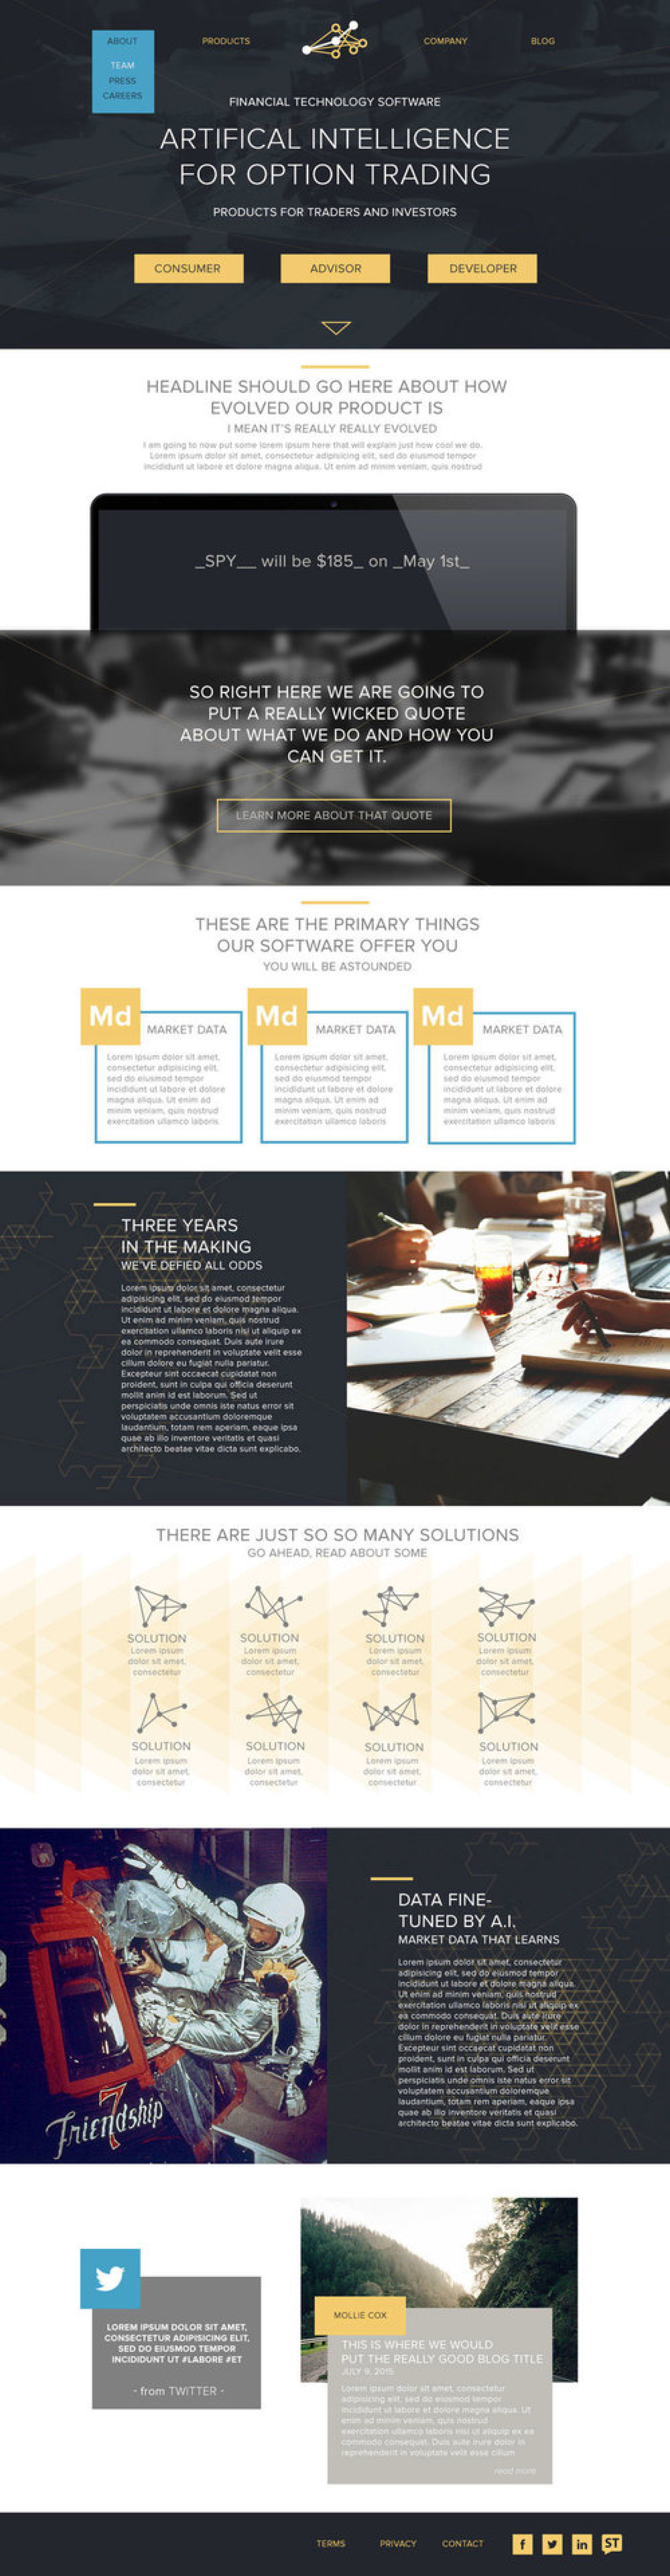 ABOUT
TEAM
PRESS
CAREERS
PRODUCTS
COMPANY
BLOG
FINANCIAL TECHNOLOGY SOFTWARE
ARTIFICAL INTELLIGENCE
FOR OPTION TRADING
PRODUCTS FOR TRADERS AND INVESTORS
CONSUMER
ADVISOR
DEVELOPER
HEADLINE SHOULD GO HERE ABOUT HOW
EVOLVED OUR PRODUCT IS
I MEAN IT'S REALLY REALLY EVOLVED
I am going to now put some lorem ipsum here that will explain just how cool we do.
Lorem ipsum dolor sit amet, consectetur adipisicing elit, sed do eiusmod tempor
incididunt ut labore et dolore magna aliqua. Ut enim ad minim veniam, quis nostrud
_SPY__ will be $185_ on _May 1st_
SO RIGHT HERE WE ARE GOING TO
PUT A REALLY WICKED QUOTE
ABOUT WHAT WE DO AND HOW YOU
CAN GET IT.
LEARN MORE ABOUT THAT QUOTE
THESE ARE THE PRIMARY THINGS
OUR SOFTWARE OFFER YOU
YOU WILL BE ASTOUNDED
Md
MARKET DATA
Lorem ipsum dolor sit amet,
consectetur adipisicing elit,
sed do eiusmod tempor
incididunt ut labore et dolore
magna aliqua. Ut enim ad
minim veniam, quis nostrud
exercitation ullamco laboris
Md
MARKET DATA
Lorem ipsum dolor sit amet,
consectetur adipisicing elit,
sed do eiusmod tempor
incididunt ut labore et dolore
magna aliqua. Ut enim ad
minim veniam, quis nostrud
exercitation ullamco laboris
Md
MARKET DATA
Lorem ipsum dolor sit amet,
consectetur adipisicing elit,
sed do eiusmod tempor
incididunt ut labore et dolore
magna aliqua. Ut enim ad
minim veniam, quis nostrud
exercitation ullamco laboris
THREE YEARS
IN THE MAKING
WE'VE DEFIED ALL ODDS
Lorem ipsum dolor sit amet, consectetur
adipisicing elit, sed do eiusmod tempor
incididunt ut labore et dolore magna aliqua.
Ut enim ad minim veniam, quis nostrud
exercitation ullamco laboris nisi ut aliquip ex
ea commodo consequat. Duis aute irure
dolor in reprehenderit in voluptate velit esse
cillum dolore eu fugiat nulla pariatur.
Excepteur sint occaecat cupidatat non
proident, sunt in culpa qui officia deserunt
mollit anim id est laborum. Sed ut
perspiciatis unde omnis iste natus error sit
voluptatem accusantium doloremque
laudantium, totam rem aperiam, eaque ipsa
quae ab illo inventore veritatis et quasi
architecto beatae vitae dicta sunt explicabo.
THERE ARE JUST SO SO MANY SOLUTIONS
GO AHEAD, READ ABOUT SOME
SOLUTION
Lorem ipsum
dolor sit amet,
consectetur
SOLUTION
Lorem ipsum
dolor sit amet,
consectetur
SOLUTION
Lorem ipsum
dolor sit amet,
consectetur
SOLUTION
Lorem ipsum
dolor sit amet,
consectetur
SOLUTION
Lorem ipsum
dolor sit amet,
consectetur
SOLUTION
Lorem ipsum
dolor sit amet,
consectetur
SOLUTION
Lorem ipsum
dolor sit amet,
consectetur
SOLUTION
Lorem ipsum
dolor sit amet,
consectetur
Friendship 7
DATA FINE-
TUNED BY A.I.
MARKET DATA THAT LEARNS
Lorem ipsum dolor sit amet, consectetur
adipisicing elit, sed do eiusmod tempor
incididunt ut labore et dolore magna aliqua.
Ut enim ad minim veniam, quis nostrud
exercitation ullamco laboris nisi ut aliquip ex
ea commodo consequat. Duis aute irure
dolor in reprehenderit in voluptate velit esse
cillum dolore eu fugiat nulla pariatur.
Excepteur sint occaecat cupidatat non
proident, sunt in culpa qui officia deserunt
mollit anim id est laborum. Sed ut
perspiciatis unde omnis iste natus error sit
voluptatem accusantium doloremque
laudantium, totam rem aperiam, eaque ipsa
quae ab illo inventore veritatis et quasi
architecto beatae vitae dicta sunt explicabo.
LOREM IPSUM DOLOR SIT AMET,
CONSECTETUR ADIPISICING ELIT,
SED DO EIUSMOD TEMPOR
INCIDIDUNT UT #LABORE #ET
- from TWITTER -
MOLLIE COX
THIS IS WHERE WE WOULD
PUT THE REALLY GOOD BLOG TITLE
JULY 9, 2015
Lorem ipsum dolor sit amet, consectetur
adipisicing elit, sed do eiusmod tempor
incididunt ut labore et dolore magna aliqua. Ut
enim ad minim veniam, quis nostrud
exercitation ullamco laboris nisi ut aliquip ex ea
commodo consequat. Duis aute irure dolor in
reprehenderit in voluptate velit esse cillum
read more
TERMS
PRIVACY
CONTACT
f
in
ST